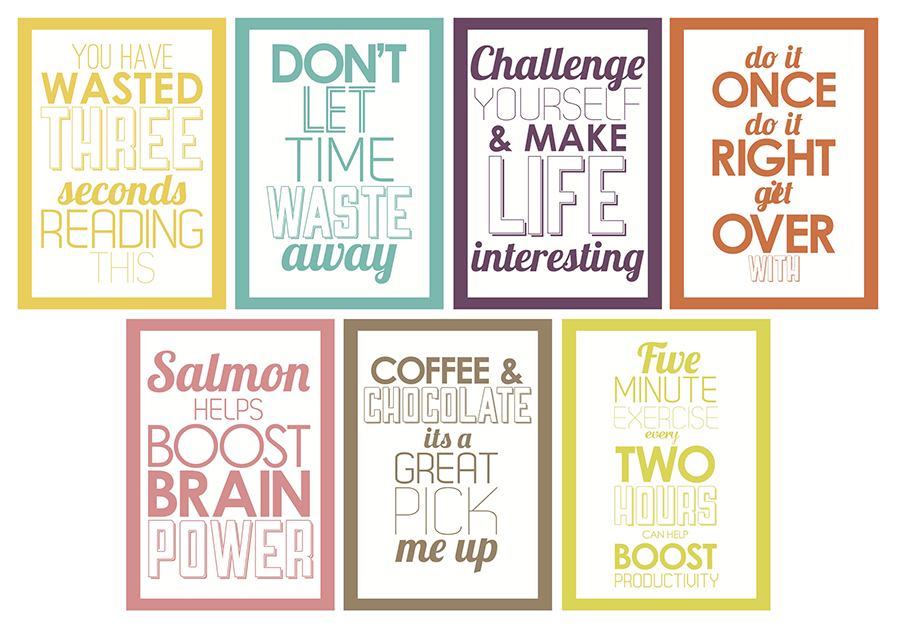 YOU HAVE
WASTED
THREE
seconds
READING
THIS
DON'T
LET
TIME
WASTE
away
Challenge
YOURSELF
& MAKE
LIFE
interesting
do it
ONCE
do it
RIGHT
get it
OVER
WITH
Salmon
HELPS
BOOST
BRAIN
POWER
COFFEE &
CHOCOLATE
its a
GREAT
PICK
me up
Five
MINUTE
EXERCISE
every
TWO
HOURS
CAN HELP
BOOST
PRODUCTIVITY